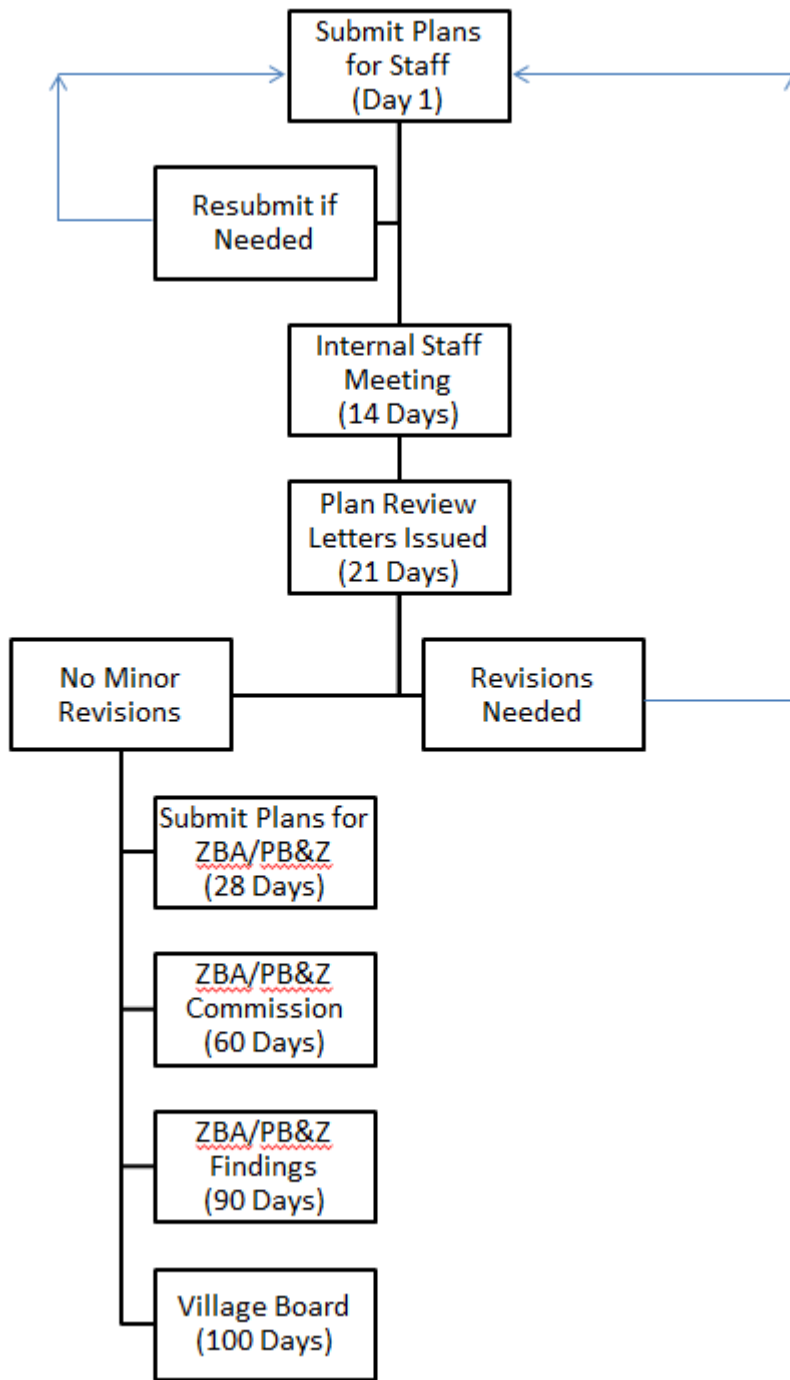 Submit Plans
for Staff
(Day 1)
Resubmit if
Needed
Internal Staff
Meeting
(14 Days)
Plan Review
Letters Issued
(21 Days)
No Minor
Revisions
Revisions
Needed
Submit Plans for
ZBA/PB&Z
(28 Days)
ZBA/PB&Z
Commission
(60 Days)
ZBA/PB&Z
Findings
(90 Days)
Village Board
(100 Days)